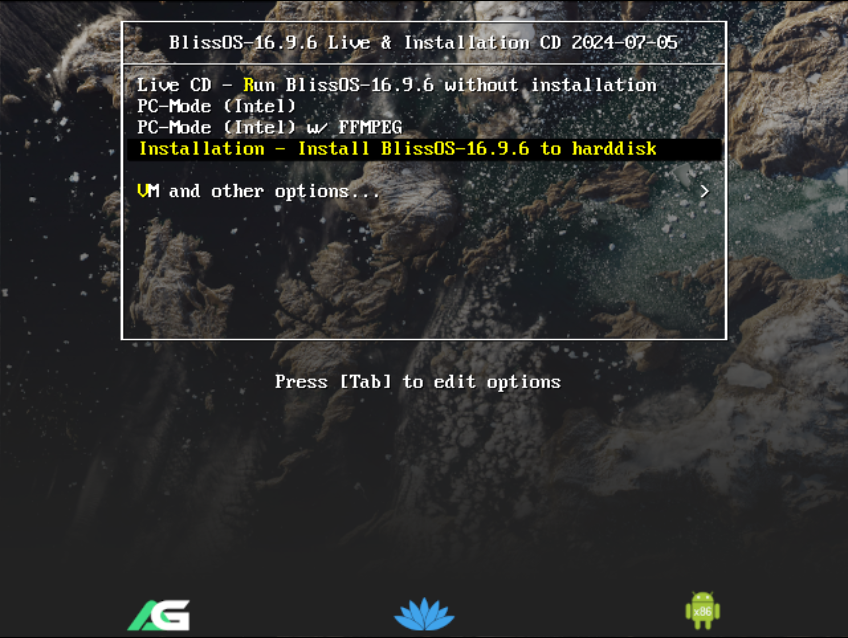 BlissOS-16.9.6 Live & Installation CD 2024-07-05
Live CD - Run BlissOS-16.9.6 without installation
PC-Mode (Intel)
PC-Mode (Intel) w/ FFMPEG
Installation - Install BlissOS-16.9.6 to harddisk
VM and other options... >
Press [Tab] to edit options
AG
x86